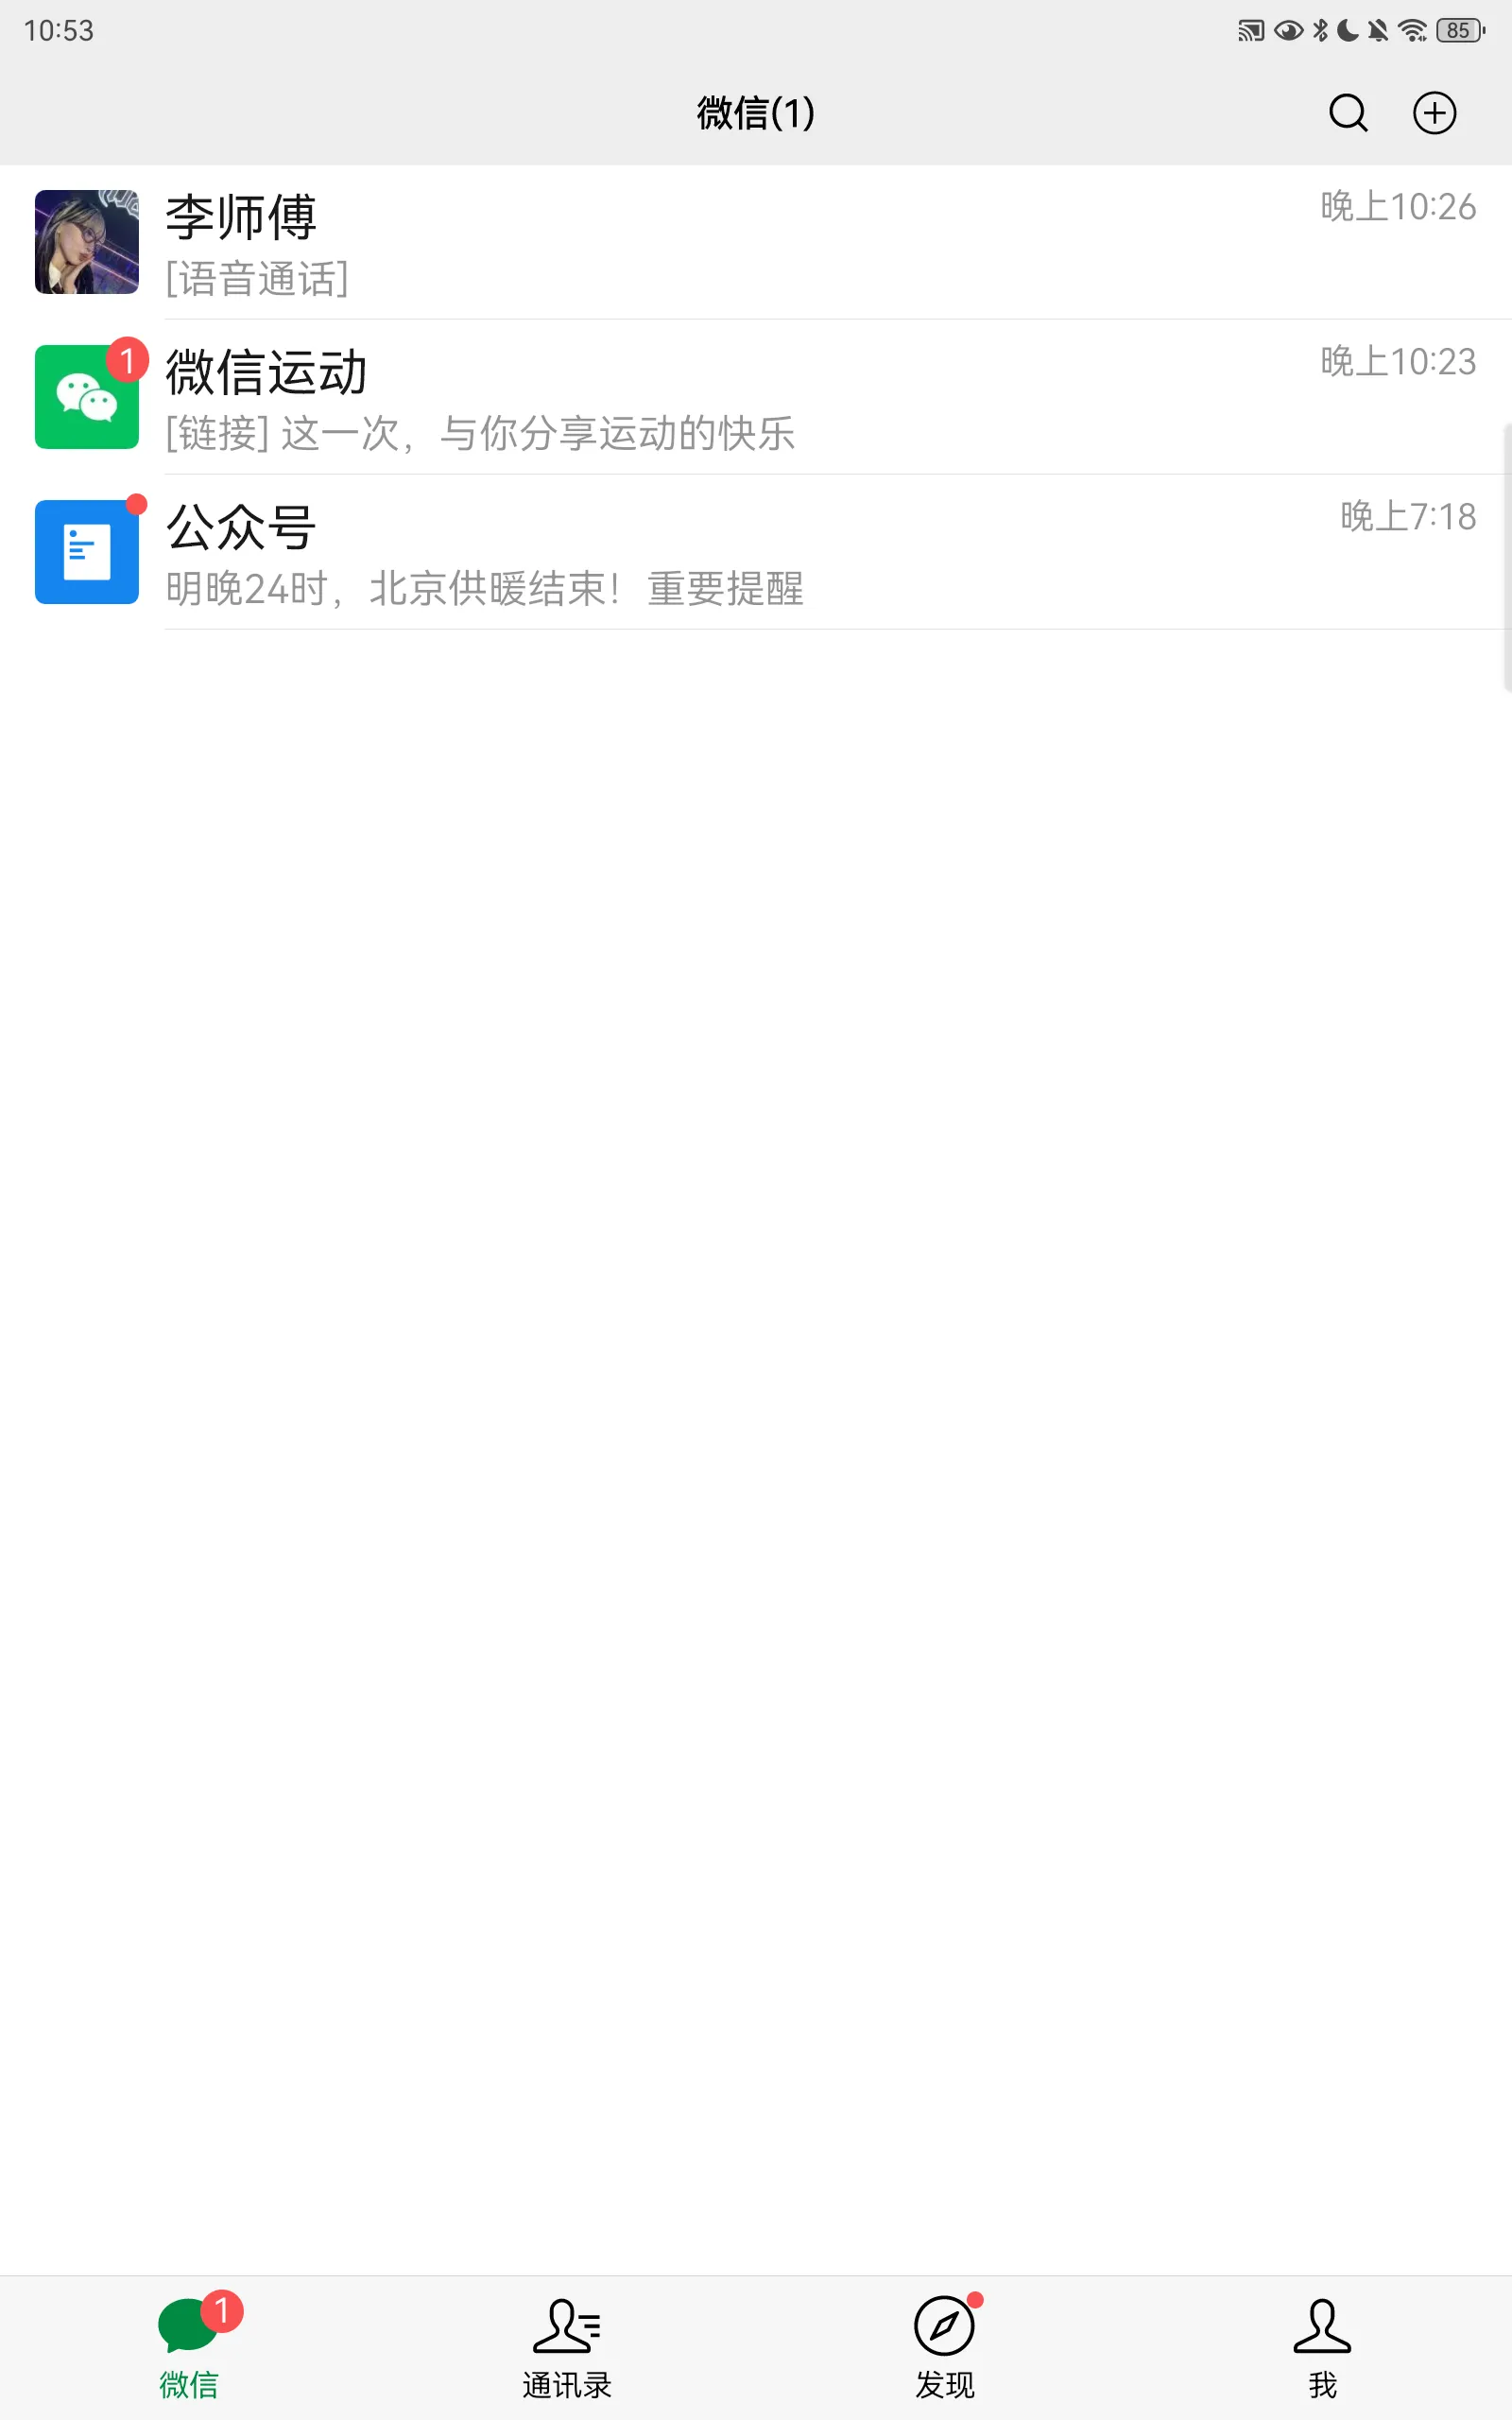 10:53
85
微信(1)
李师傅
晚上10:26
[语音通话]
1
微信运动
晚上10:23
[链接] 这一次，与你分享运动的快乐
公众号
晚上7:18
明晚24时，北京供暖结束！重要提醒
1
微信
通讯录
发现
我